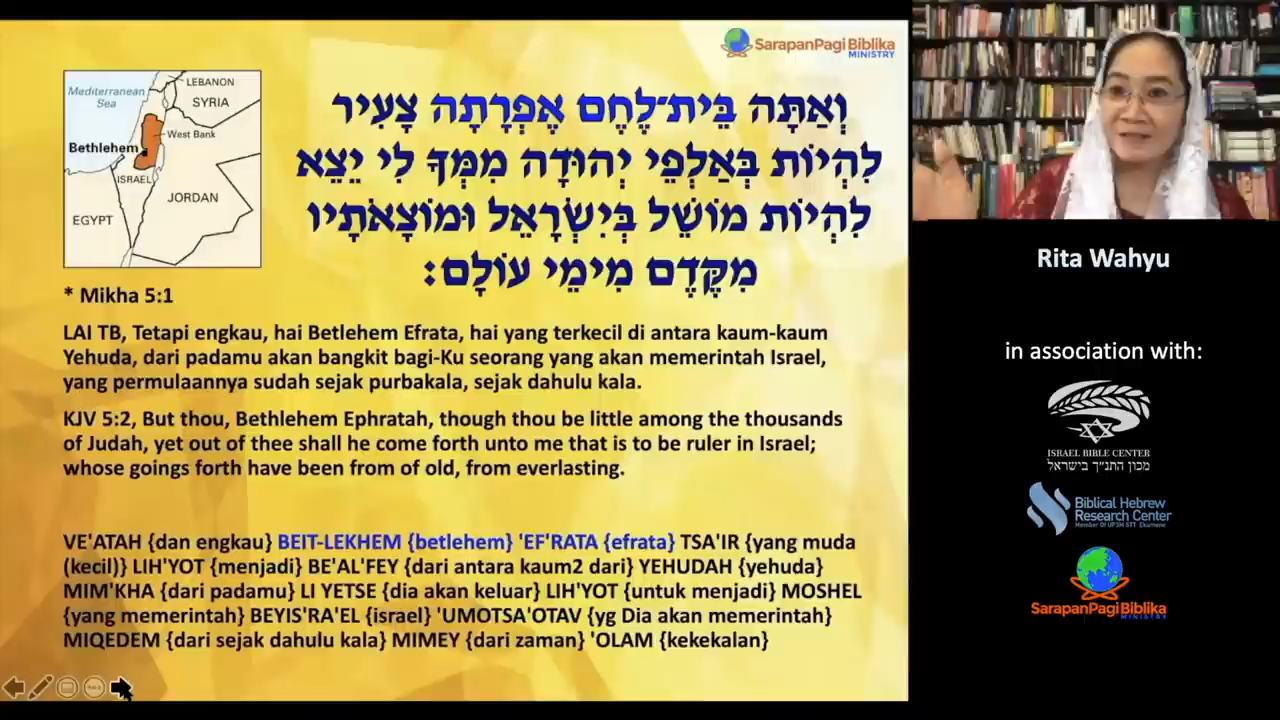 SarapanPagi Biblika
MINISTRY
LEBANON
Mediterranean
Sea
SYRIA
West Bank
Bethlehem
ISRAEL
JORDAN
EGYPT
וְאַתָּה בֵּית־לֶחֶם אֶפְרָתָה צָעִיר
לִהְיוֹת בְּאַלְפֵי יְהוּדָה מִמְּךָ לִי יֵצֵא
לִהְיוֹת מוֹשֵׁל בְּיִשְׂרָאֵל וּמוֹצָאֹתָיו
מִקֶּדֶם מִימֵי עוֹלָם׃
* Mikha 5:1
LAI TB, Tetapi engkau, hai Betlehem Efrata, hai yang terkecil di antara kaum-kaum
Yehuda, dari padamu akan bangkit bagi-Ku seorang yang akan memerintah Israel,
yang permulaannya sudah sejak purbakala, sejak dahulu kala.
KJV 5:2, But thou, Bethlehem Ephratah, though thou be little among the thousands
of Judah, yet out of thee shall he come forth unto me that is to be ruler in Israel;
whose goings forth have been from of old, from everlasting.
VE'ATAH {dan engkau} BEIT-LEKHEM {betlehem} 'EF'RATA {efrata} TSA'IR {yang muda
(kecil)} LIH'YOT {menjadi} BE'AL'FEY {dari antara kaum2 dari} YEHUDAH {yehuda}
MIM'KHA {dari padamu} LI YETSE {dia akan keluar} LIH'YOT {untuk menjadi} MOSHEL
{yang memerintah} BEYIS'RA'EL {israel} 'UMOTSA'OTAV {yg Dia akan memerintah}
MIQEDEM {dari sejak dahulu kala} MIMEY {dari zaman} 'OLAM {kekekalan}
Rita Wahyu
in association with:
ISRAEL BIBLE CENTER
מכון התנ״ך בישראל
Biblical Hebrew
Research Center
Member Of UPSM STT Ekumene
SarapanPagi Biblika
MINISTRY